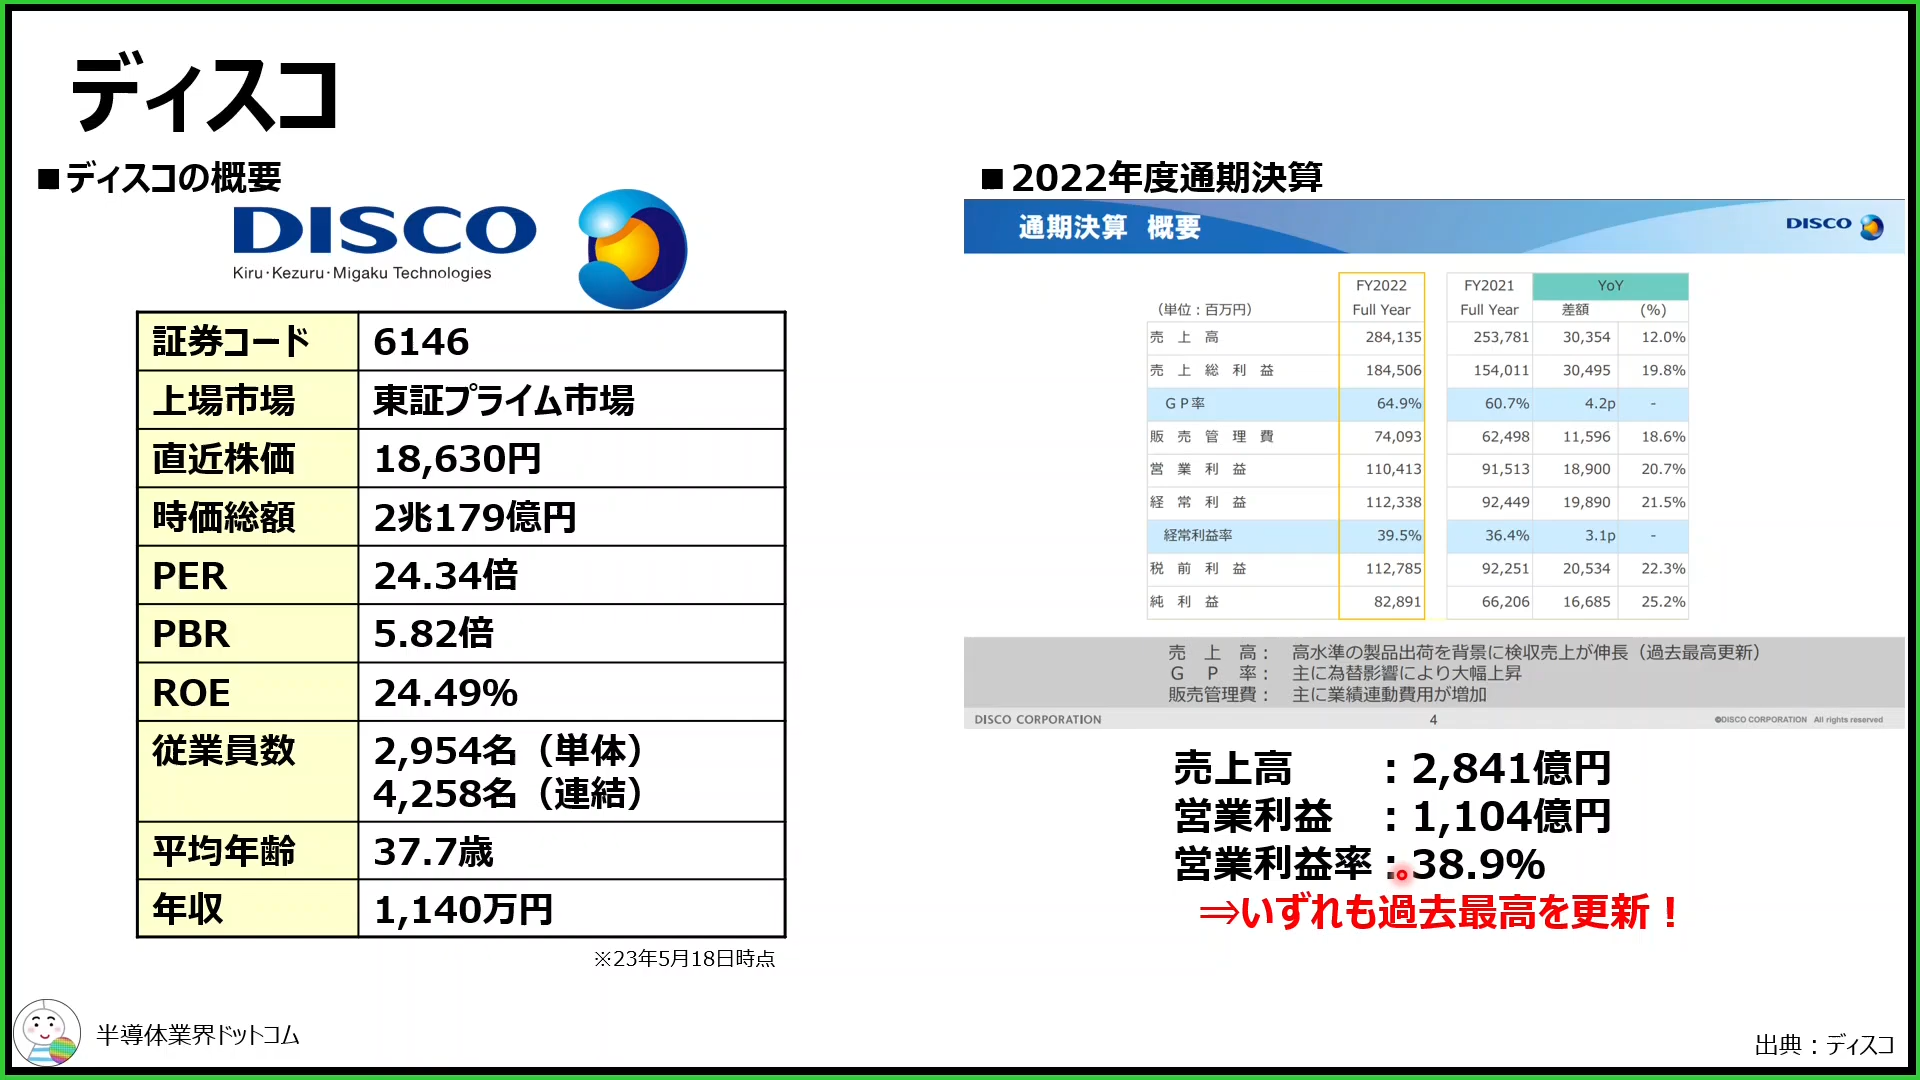 ディスコ
■ディスコの概要
DISCO
Kiru・Kezuru・Migaku Technologies
証券コード 6146
上場市場 東証プライム市場
直近株価 18,630円
時価総額 2兆179億円
PER 24.34倍
PBR 5.82倍
ROE 24.49%
従業員数 2,954名（単体）
4,258名（連結）
平均年齢 37.7歳
年収 1,140万円
※23年5月18日時点
■2022年度通期決算
通期決算 概要
DISCO
FY2022 FY2021 YoY
（単位：百万円） Full Year Full Year 差額 (%)
売上高 284,135 253,781 30,354 12.0%
売上総利益 184,506 154,011 30,495 19.8%
ＧＰ率 64.9% 60.7% 4.2p -
販売管理費 74,093 62,498 11,596 18.6%
営業利益 110,413 91,513 18,900 20.7%
経常利益 112,338 92,449 19,890 21.5%
経常利益率 39.5% 36.4% 3.1p -
税前利益 112,785 92,251 20,534 22.3%
純利益 82,891 66,206 16,685 25.2%
売上高： 高水準の製品出荷を背景に検収売上が伸長（過去最高更新）
ＧＰ率： 主に為替影響により大幅上昇
販売管理費： 主に業績連動費用が増加
DISCO CORPORATION 4 ©DISCO CORPORATION All rights reserved
売上高 ：2,841億円
営業利益 ：1,104億円
営業利益率：38.9%
⇒いずれも過去最高を更新！
半導体業界ドットコム
出典：ディスコ